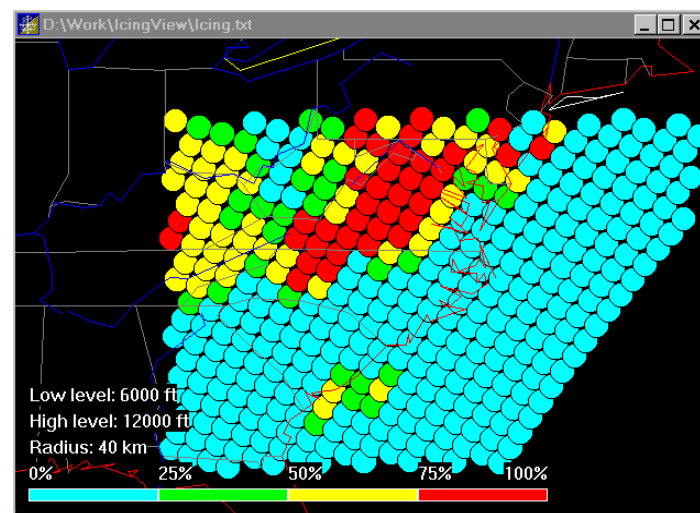 D:\Work\IcingView\Icing.txt
Low level: 6000 ft
High level: 12000 ft
Radius: 40 km
0% 25% 50% 75% 100%